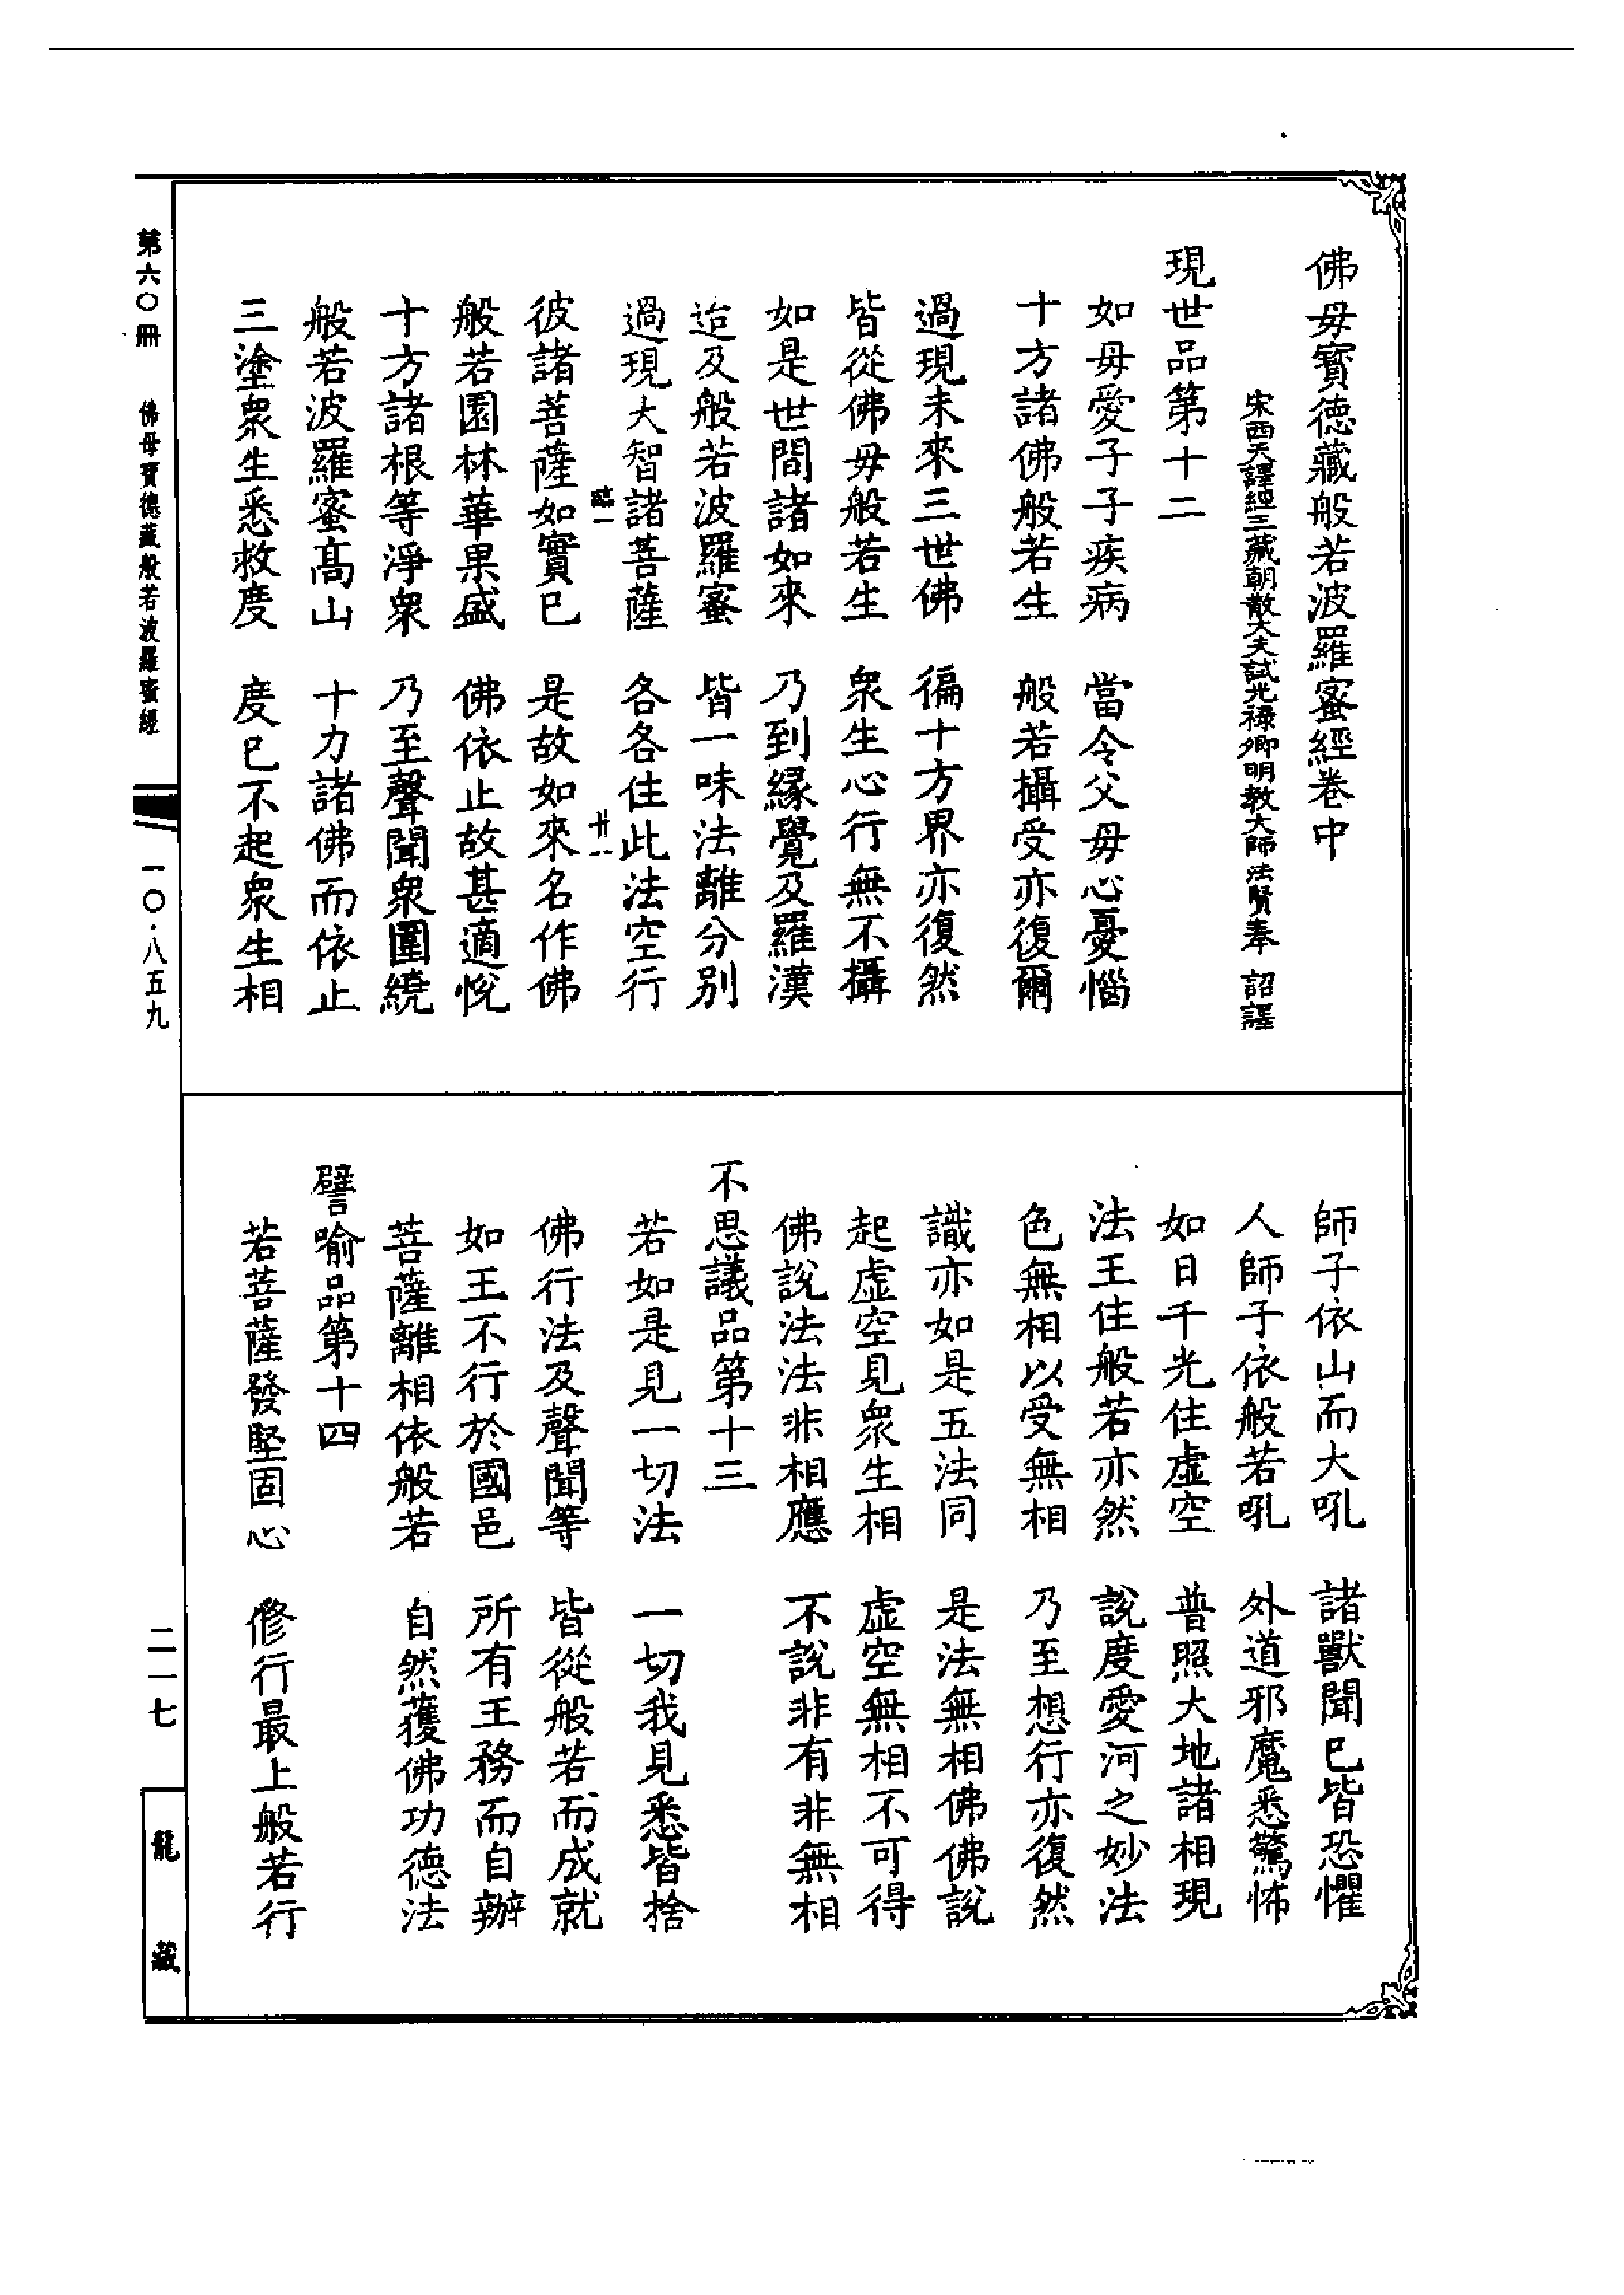 佛母寶德藏般若波羅蜜經卷中
宋西天譯經三藏朝散大夫試光祿卿明教大師法賢奉 詔譯
現世品第十二
如母愛子子疾病 當令父母心憂惱
十方諸佛般若生 般若攝受亦復爾
過現未來三世佛 徧十方界亦復然
皆從佛母般若生 衆生心行無不攝
如是世間諸如來 乃到緣覺及羅漢
迨及般若波羅蜜 皆一味法離分別
過現大智諸菩薩 各各住此法空行
彼諸菩薩如實已 是故如來名作佛
般若園林華果盛 佛依止故甚適悅
十方諸根等淨衆 乃至聲聞衆圍繞
般若波羅蜜高山 十力諸佛而依止
三塗衆生悉救度 度已不起衆生相
師子依山而大吼 諸獸聞已皆恐懼
人師子依般若吼 外道邪魔悉驚怖
如日千光住虛空 普照大地諸相現
法王住般若亦然 說度愛河之妙法
色無相以受無相 乃至想行亦復然
識亦如是五法同 是法無相佛佛說
起虛空見衆生相 虛空無相不可得
佛說法法非相應 不說非有非無相
不思議品第十三
若如是見一切法 一切我見悉皆捨
佛行法及聲聞等 皆從般若而成就
如王不行於國邑 所有王務而自辦
菩薩離相依般若 自然獲佛功德法
譬喻品第十四
若菩薩發堅固心 修行最上般若行
第六〇冊 佛母寶德藏般若波羅蜜經 一〇·八五九
二一七
龍藏